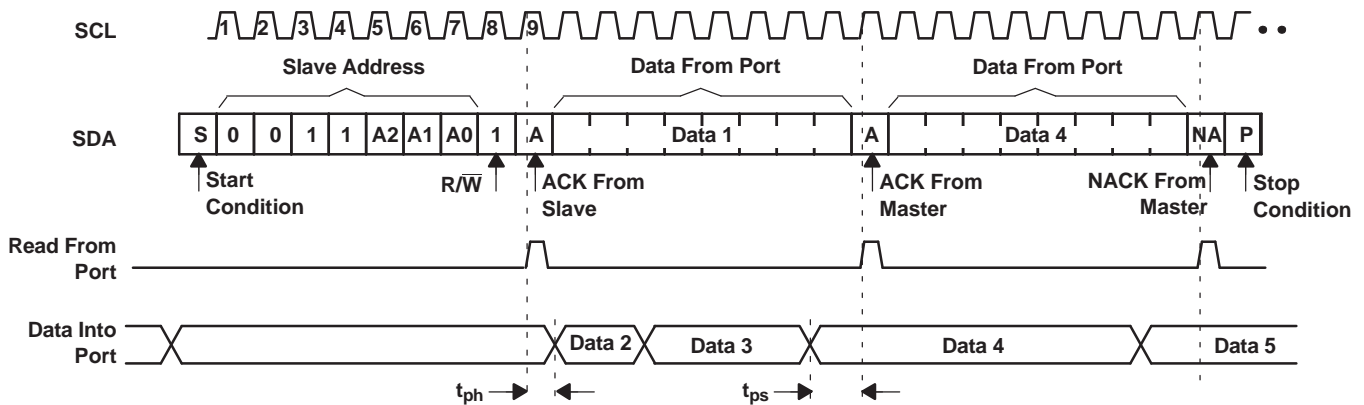 SCL 1 2 3 4 5 6 7 8 9
Slave Address Data From Port Data From Port
SDA S 0 0 1 1 A2 A1 A0 1 A Data 1 A Data 4 NA P
Start Condition
R/W̅
ACK From Slave
ACK From Master
NACK From Master
Stop Condition
Read From Port
Data Into Port
Data 2 Data 3 Data 4 Data 5
tph
tps